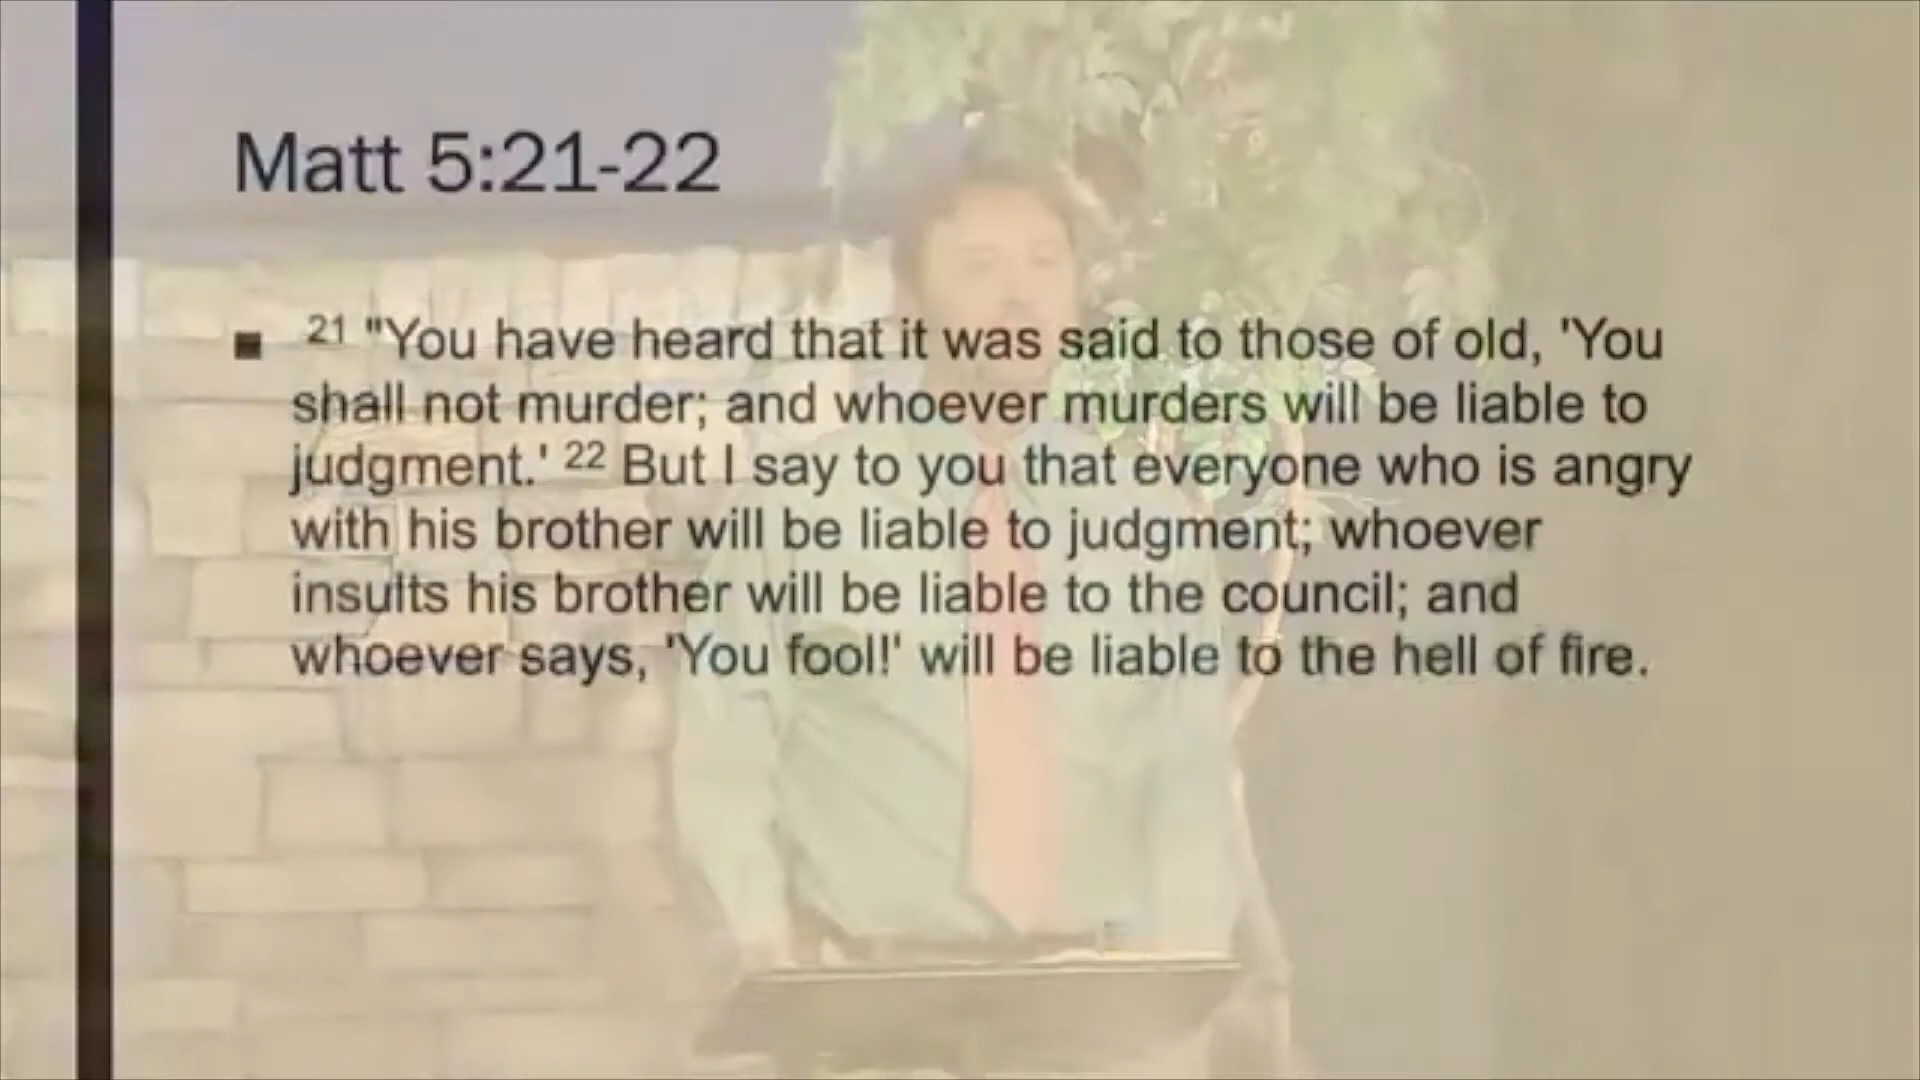 Matt 5:21-22
■ 21 "You have heard that it was said to those of old, 'You
shall not murder; and whoever murders will be liable to
judgment.' 22 But I say to you that everyone who is angry
with his brother will be liable to judgment; whoever
insults his brother will be liable to the council; and
whoever says, 'You fool!' will be liable to the hell of fire.